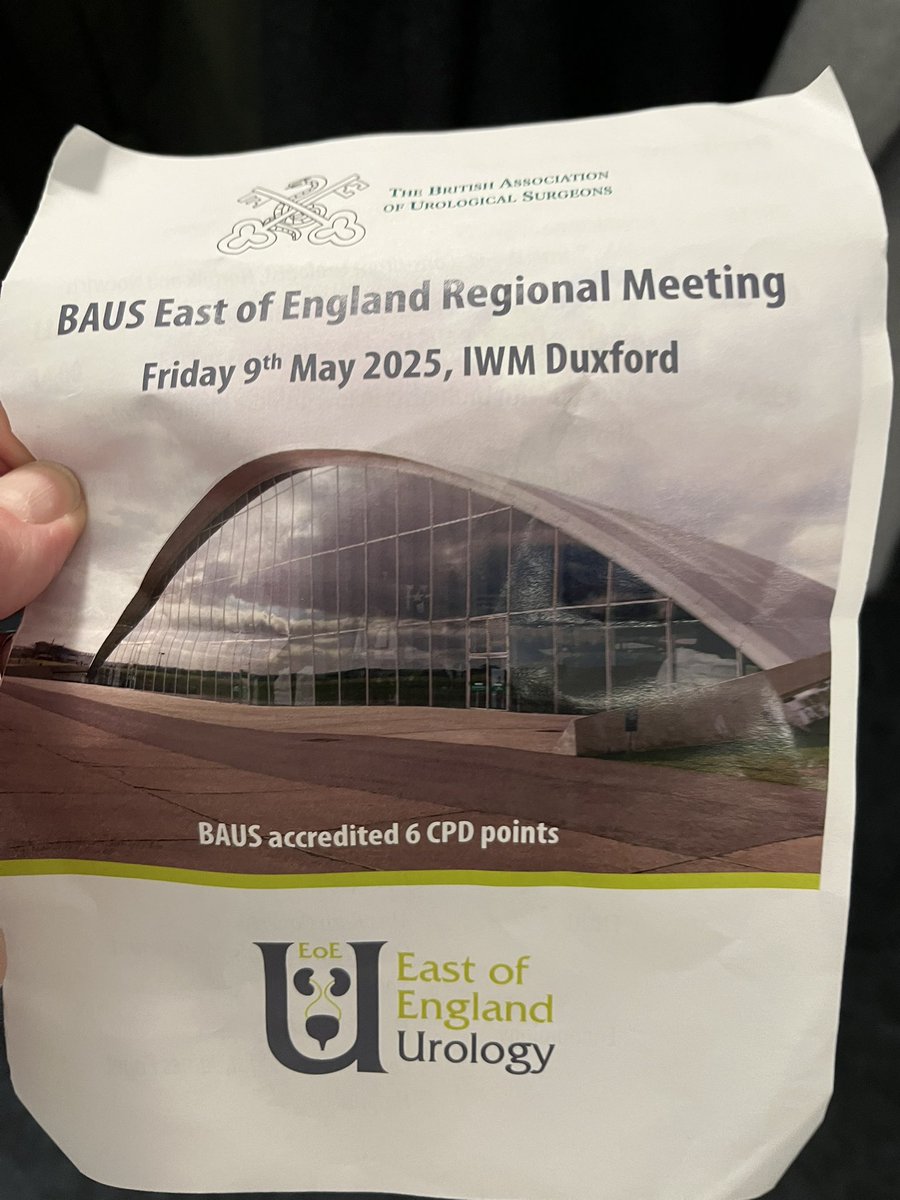 The British Association
of Urological Surgeons
BAUS East of England Regional Meeting
Friday 9th May 2025, IWM Duxford
BAUS accredited 6 CPD points
EoE
U
East of
England
Urology